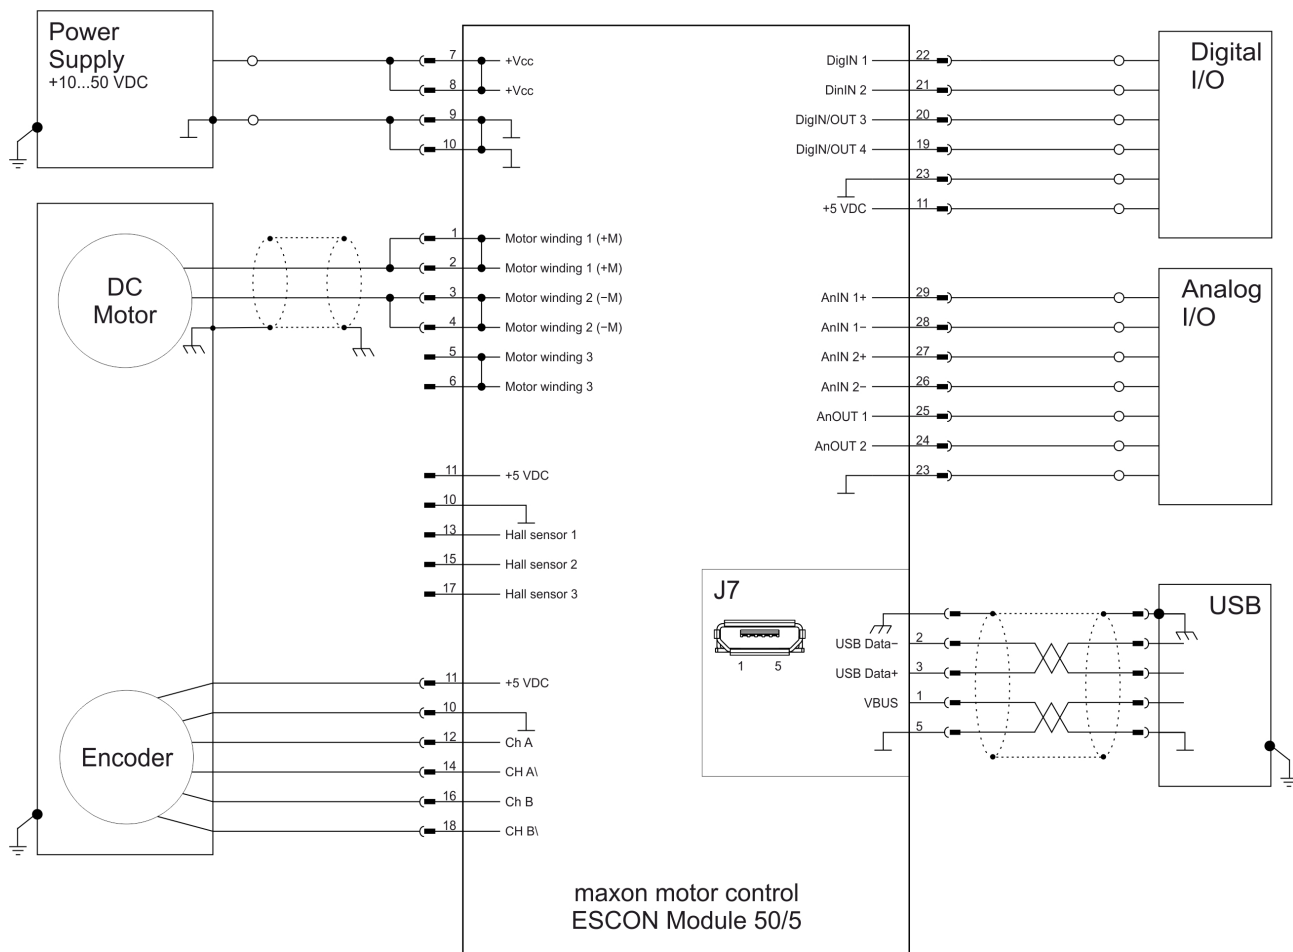 Power
Supply
+10...50 VDC
7
+Vcc
8
+Vcc
9
10
DC
Motor
1
Motor winding 1 (+M)
2
Motor winding 1 (+M)
3
Motor winding 2 (−M)
4
Motor winding 2 (−M)
5
Motor winding 3
6
Motor winding 3
11
+5 VDC
10
13
Hall sensor 1
15
Hall sensor 2
17
Hall sensor 3
Encoder
11
+5 VDC
10
12
Ch A
14
CH A\
16
Ch B
18
CH B\
DigIN 1
22
DinIN 2
21
DigIN/OUT 3
20
DigIN/OUT 4
19
23
+5 VDC
11
Digital
I/O
AnIN 1+
29
AnIN 1−
28
AnIN 2+
27
AnIN 2−
26
AnOUT 1
25
AnOUT 2
24
23
Analog
I/O
J7
1 5
USB Data−
2
USB Data+
3
VBUS
1
5
USB
maxon motor control
ESCON Module 50/5